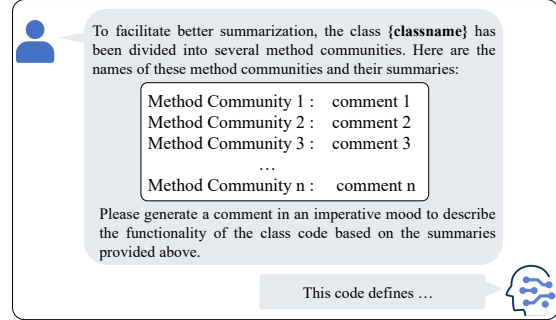 To facilitate better summarization, the class {classname} has
been divided into several method communities. Here are the
names of these method communities and their summaries:
Method Community 1 : comment 1
Method Community 2 : comment 2
Method Community 3 : comment 3
...
Method Community n : comment n
Please generate a comment in an imperative mood to describe
the functionality of the class code based on the summaries
provided above.
This code defines ...